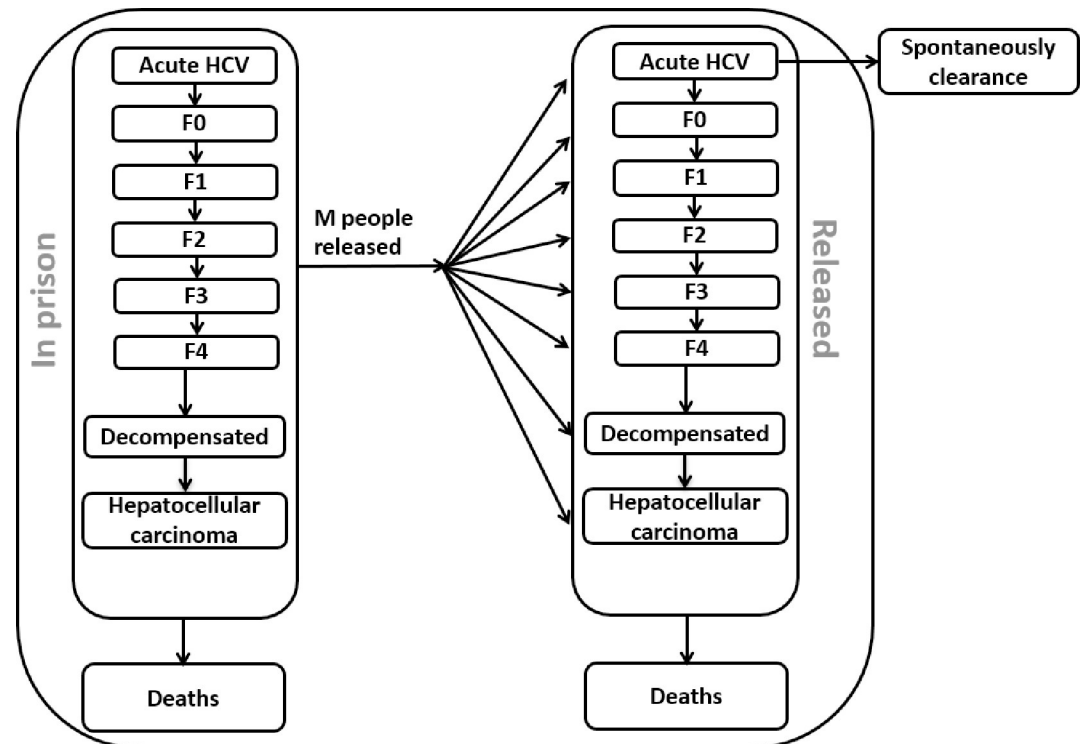 In prison
Acute HCV
F0
F1
F2
F3
F4
Decompensated
Hepatocellular
carcinoma
Deaths
M people
released
Acute HCV
F0
F1
F2
F3
F4
Decompensated
Hepatocellular
carcinoma
Deaths
Released
Spontaneously
clearance